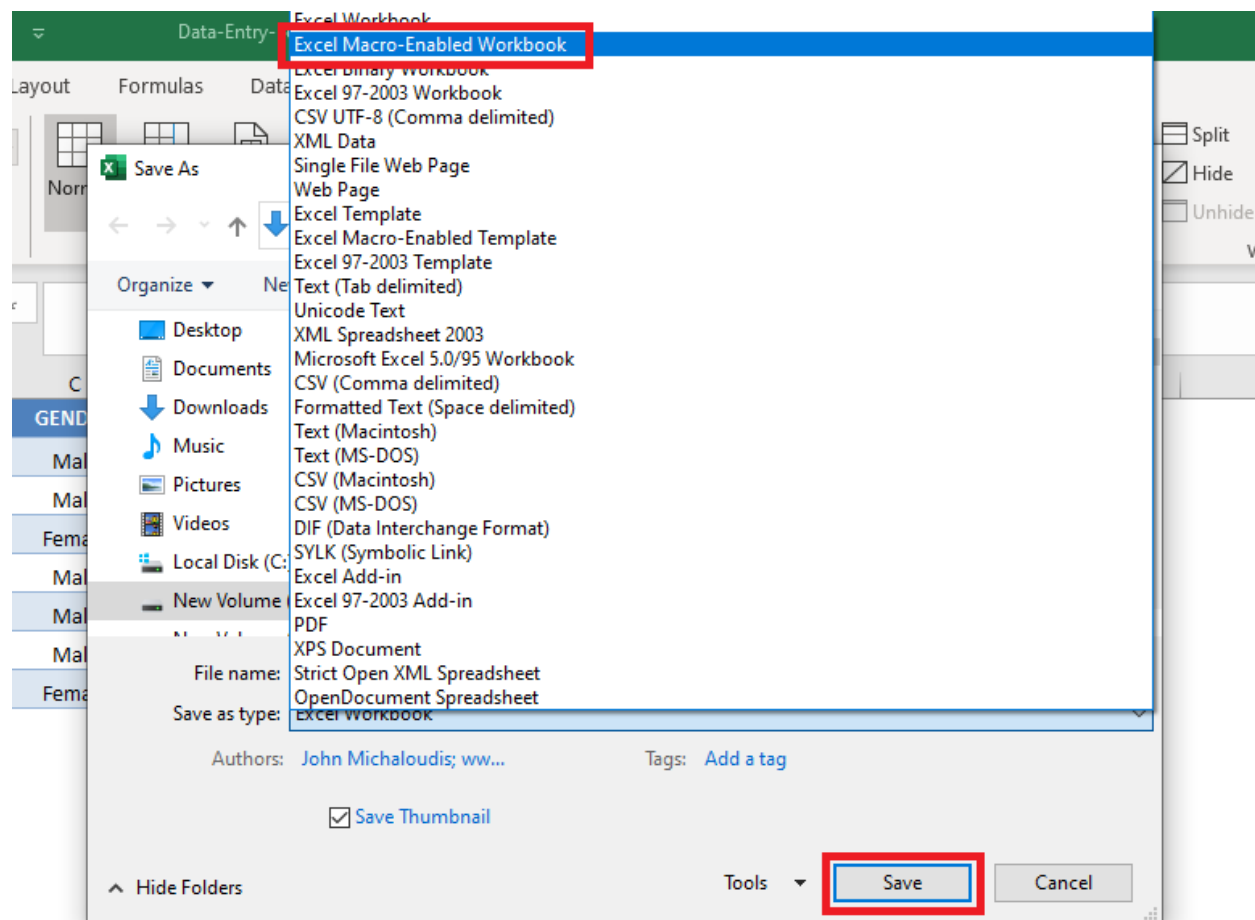 Data-Entry-
Layout Formulas Data
Split
Hide
Unhide
Norr
Save As
Organize Ne
Desktop
Documents
Downloads
Music
Pictures
Videos
Local Disk (C:
New Volume (
C
GEND
Mal
Mal
Fema
Mal
Mal
Mal
Fema
Excel Workbook
Excel Macro-Enabled Workbook
Excel Binary Workbook
Excel 97-2003 Workbook
CSV UTF-8 (Comma delimited)
XML Data
Single File Web Page
Web Page
Excel Template
Excel Macro-Enabled Template
Excel 97-2003 Template
Text (Tab delimited)
Unicode Text
XML Spreadsheet 2003
Microsoft Excel 5.0/95 Workbook
CSV (Comma delimited)
Formatted Text (Space delimited)
Text (Macintosh)
Text (MS-DOS)
CSV (Macintosh)
CSV (MS-DOS)
DIF (Data Interchange Format)
SYLK (Symbolic Link)
Excel Add-in
Excel 97-2003 Add-in
PDF
XPS Document
Strict Open XML Spreadsheet
OpenDocument Spreadsheet
File name:
Save as type: Excel Workbook
Authors: John Michaloudis; ww... Tags: Add a tag
Save Thumbnail
Hide Folders Tools Save Cancel